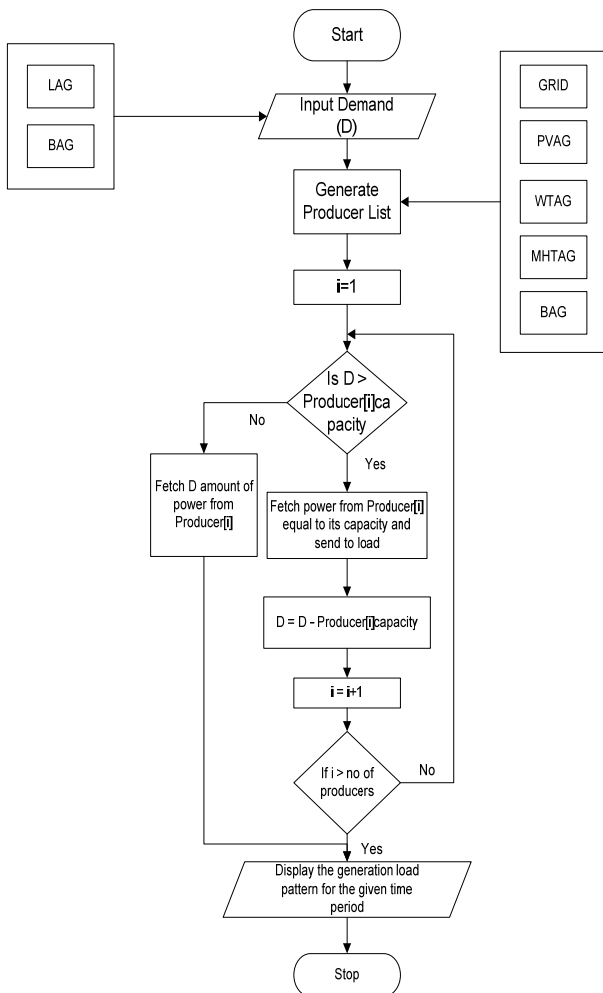 Start
LAG
BAG
Input Demand
(D)
GRID
PVAG
WTAG
MHTAG
BAG
Generate
Producer List
i=1
Is D >
Producer[i]ca
pacity
No
Yes
Fetch D amount of
power from
Producer[i]
Fetch power from Producer[i]
equal to its capacity and
send to load
D = D - Producer[i]capacity
i = i+1
If i > no of
producers
No
Yes
Display the generation load
pattern for the given time
period
Stop